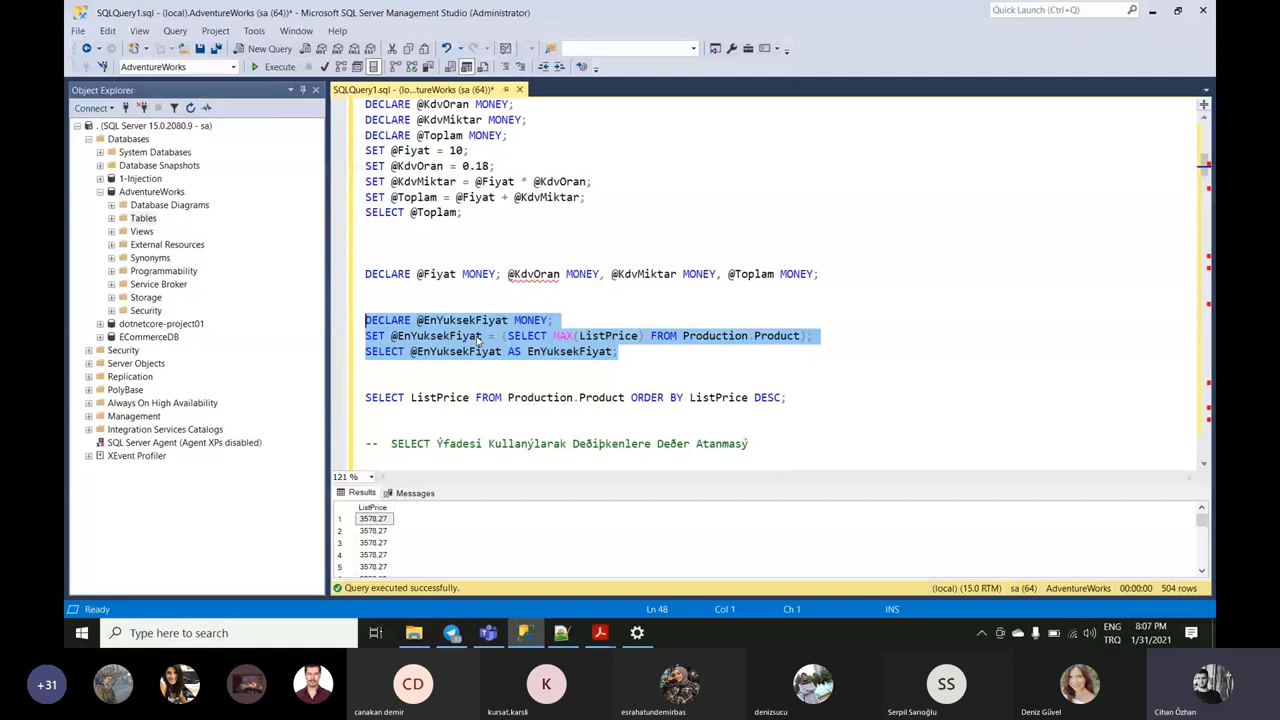 SQLQuery1.sql - (local).AdventureWorks (sa (64))* - Microsoft SQL Server Management Studio (Administrator)
Quick Launch (Ctrl+Q)
File Edit View Query Project Tools Window Help
New Query
AdventureWorks Execute
Object Explorer
SQLQuery1.sql - (lo...tureWorks (sa (64))*
Connect
. (SQL Server 15.0.2080.9 - sa)
Databases
System Databases
Database Snapshots
1-Injection
AdventureWorks
Database Diagrams
Tables
Views
External Resources
Synonyms
Programmability
Service Broker
Storage
Security
dotnetcore-project01
ECommerceDB
Security
Server Objects
Replication
PolyBase
Always On High Availability
Management
Integration Services Catalogs
SQL Server Agent (Agent XPs disabled)
XEvent Profiler
DECLARE @KdvOran MONEY;
DECLARE @KdvMiktar MONEY;
DECLARE @Toplam MONEY;
SET @Fiyat = 10;
SET @KdvOran = 0.18;
SET @KdvMiktar = @Fiyat * @KdvOran;
SET @Toplam = @Fiyat + @KdvMiktar;
SELECT @Toplam;
DECLARE @Fiyat MONEY; @KdvOran MONEY, @KdvMiktar MONEY, @Toplam MONEY;
DECLARE @EnYuksekFiyat MONEY;
SET @EnYuksekFiyat = (SELECT MAX(ListPrice) FROM Production.Product);
SELECT @EnYuksekFiyat AS EnYuksekFiyat;
SELECT ListPrice FROM Production.Product ORDER BY ListPrice DESC;
-- SELECT Ýfadesi Kullanýlarak Deðiþkenlere Deðer Atanmasý
121 %
Results Messages
ListPrice
1 3578.27
2 3578.27
3 3578.27
4 3578.27
5 3578.27
Query executed successfully.
(local) (15.0 RTM) sa (64) AdventureWorks 00:00:00 504 rows
Ready Ln 48 Col 1 Ch 1 INS
Type here to search
ENG 8:07 PM
TRQ 1/31/2021
+31
CD K SS
canakan demir kursat.karsli esrahatundemirbas denizsucu Serpil Sarıoğlu Deniz Güvel Cihan Özhan